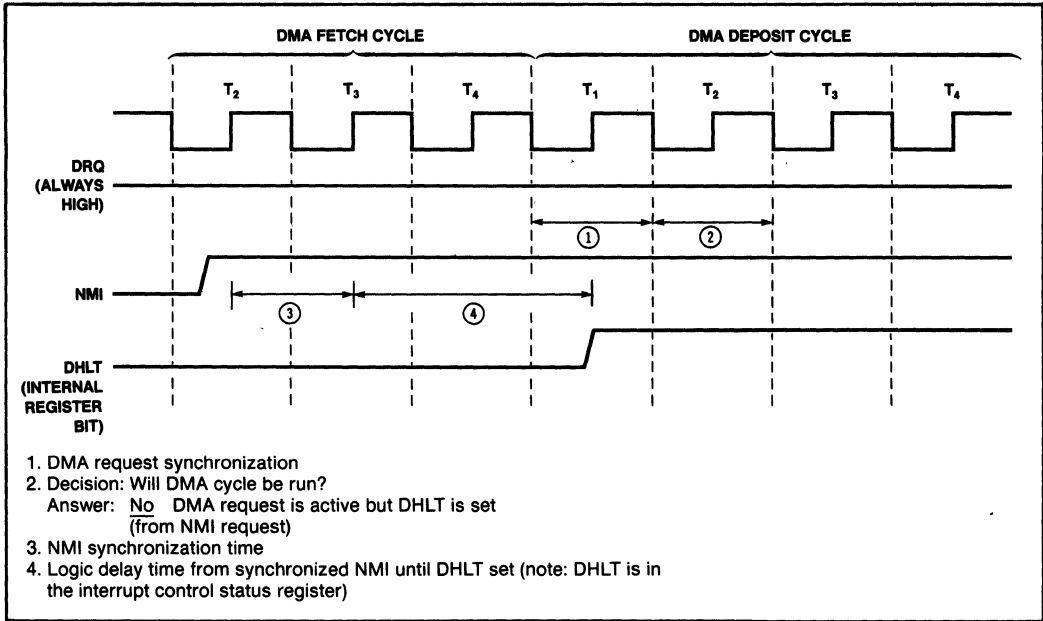 DMA FETCH CYCLE
DMA DEPOSIT CYCLE
T2
T3
T4
T1
T2
T3
T4
DRQ
(ALWAYS
HIGH)
1
2
NMI
3
4
DHLT
(INTERNAL
REGISTER
BIT)
1. DMA request synchronization
2. Decision: Will DMA cycle be run?
Answer: No DMA request is active but DHLT is set
(from NMI request)
3. NMI synchronization time
4. Logic delay time from synchronized NMI until DHLT set (note: DHLT is in
the interrupt control status register)